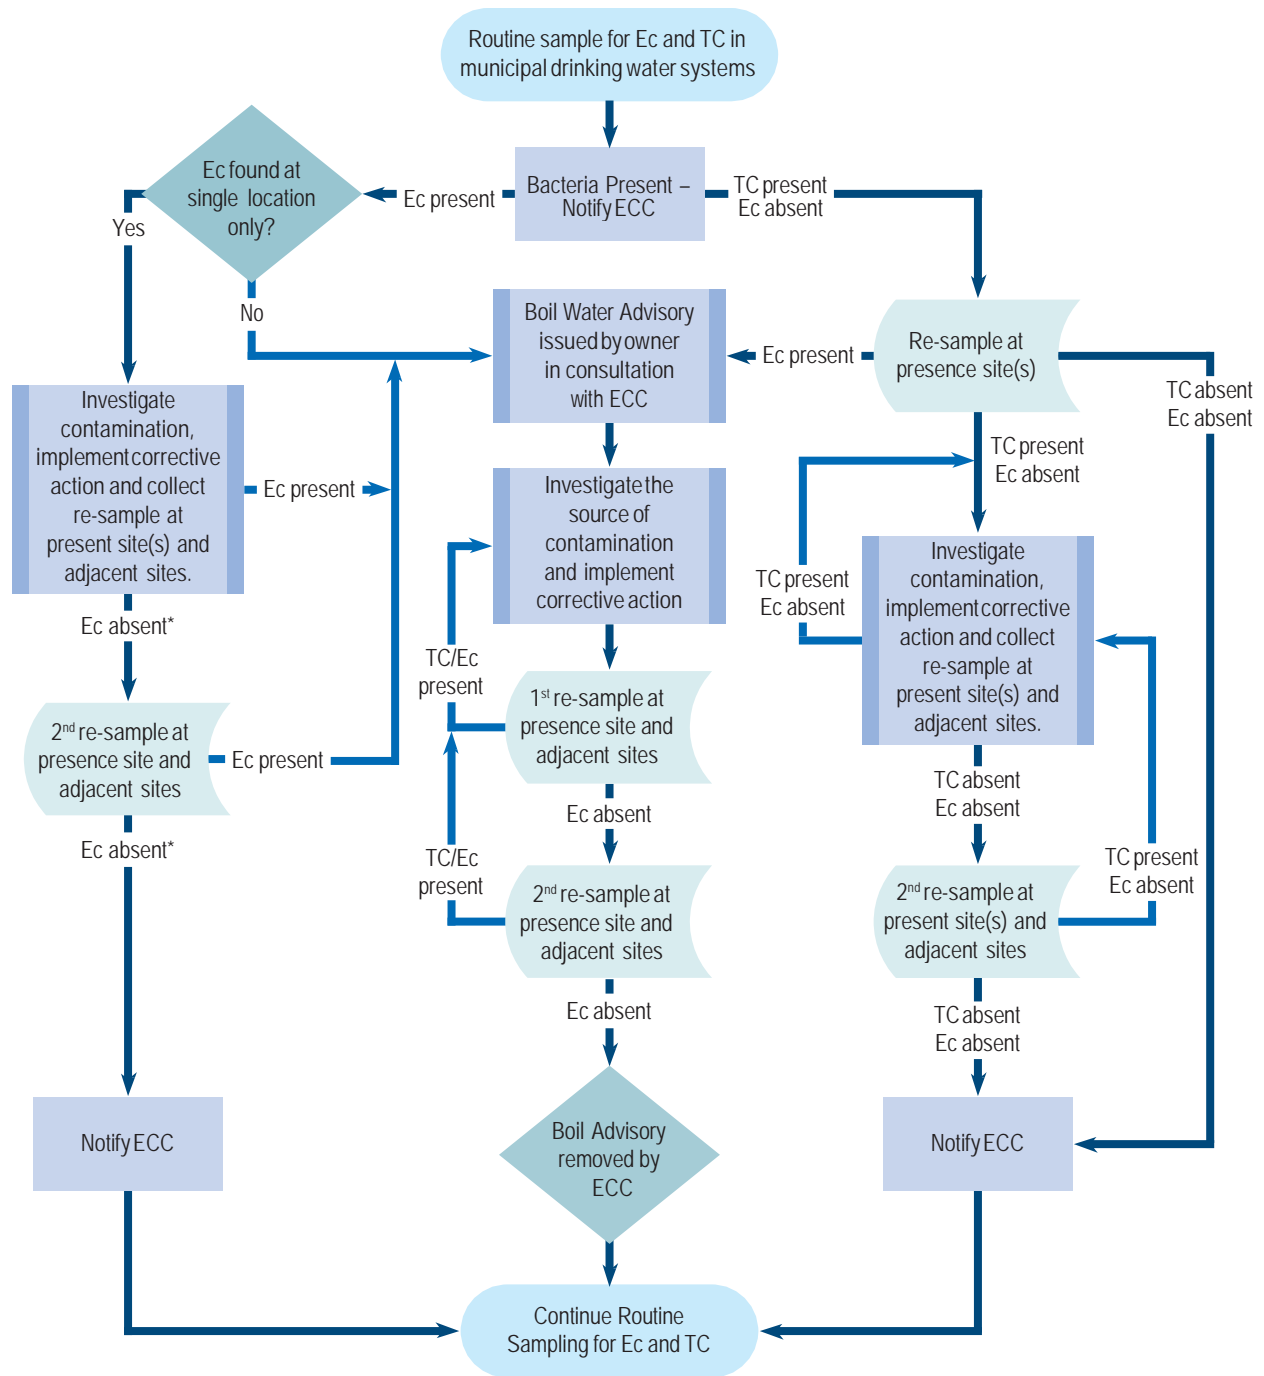 Routine sample for Ec and TC in
municipal drinking water systems
Ec found at
single location
only?
Ec present
Bacteria Present –
Notify ECC
TC present
Ec absent
Yes
No
Boil Water Advisory
issued by owner
in consultation
with ECC
Ec present
Re-sample at
presence site(s)
TC absent
Ec absent
Investigate
contamination,
implement corrective
action and collect
re-sample at
present site(s) and
adjacent sites.
Ec present
TC present
Ec absent
Investigate the
source of
contamination
and implement
corrective action
TC present
Ec absent
Investigate
contamination,
implement corrective
action and collect
re-sample at
present site(s) and
adjacent sites.
Ec absent*
TC/Ec
present
1st re-sample at
presence site and
adjacent sites
2nd re-sample at
presence site and
adjacent sites
Ec present
TC absent
Ec absent
Ec absent
Ec absent*
TC/Ec
present
TC present
Ec absent
2nd re-sample at
presence site and
adjacent sites
2nd re-sample at
present site(s) and
adjacent sites
Ec absent
TC absent
Ec absent
Notify ECC
Boil Advisory
removed by
ECC
Notify ECC
Continue Routine
Sampling for Ec and TC